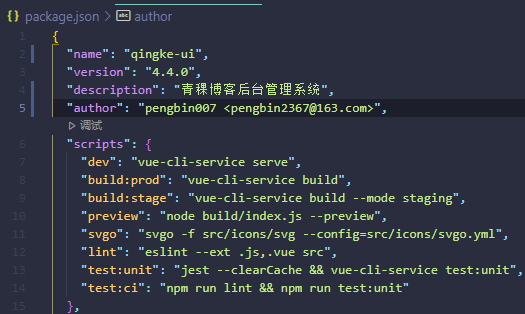 {} package.json > abc author
1 {
2 "name": "qingke-ui",
3 "version": "4.4.0",
4 "description": "青稞博客后台管理系统",
5 "author": "pengbin007 <pengbin2367@163.com>",
▷ 调试
6 "scripts": {
7 "dev": "vue-cli-service serve",
8 "build:prod": "vue-cli-service build",
9 "build:stage": "vue-cli-service build --mode staging",
10 "preview": "node build/index.js --preview",
11 "svgo": "svgo -f src/icons/svg --config=src/icons/svgo.yml",
12 "lint": "eslint --ext .js,.vue src",
13 "test:unit": "jest --clearCache && vue-cli-service test:unit",
14 "test:ci": "npm run lint && npm run test:unit"
15 },